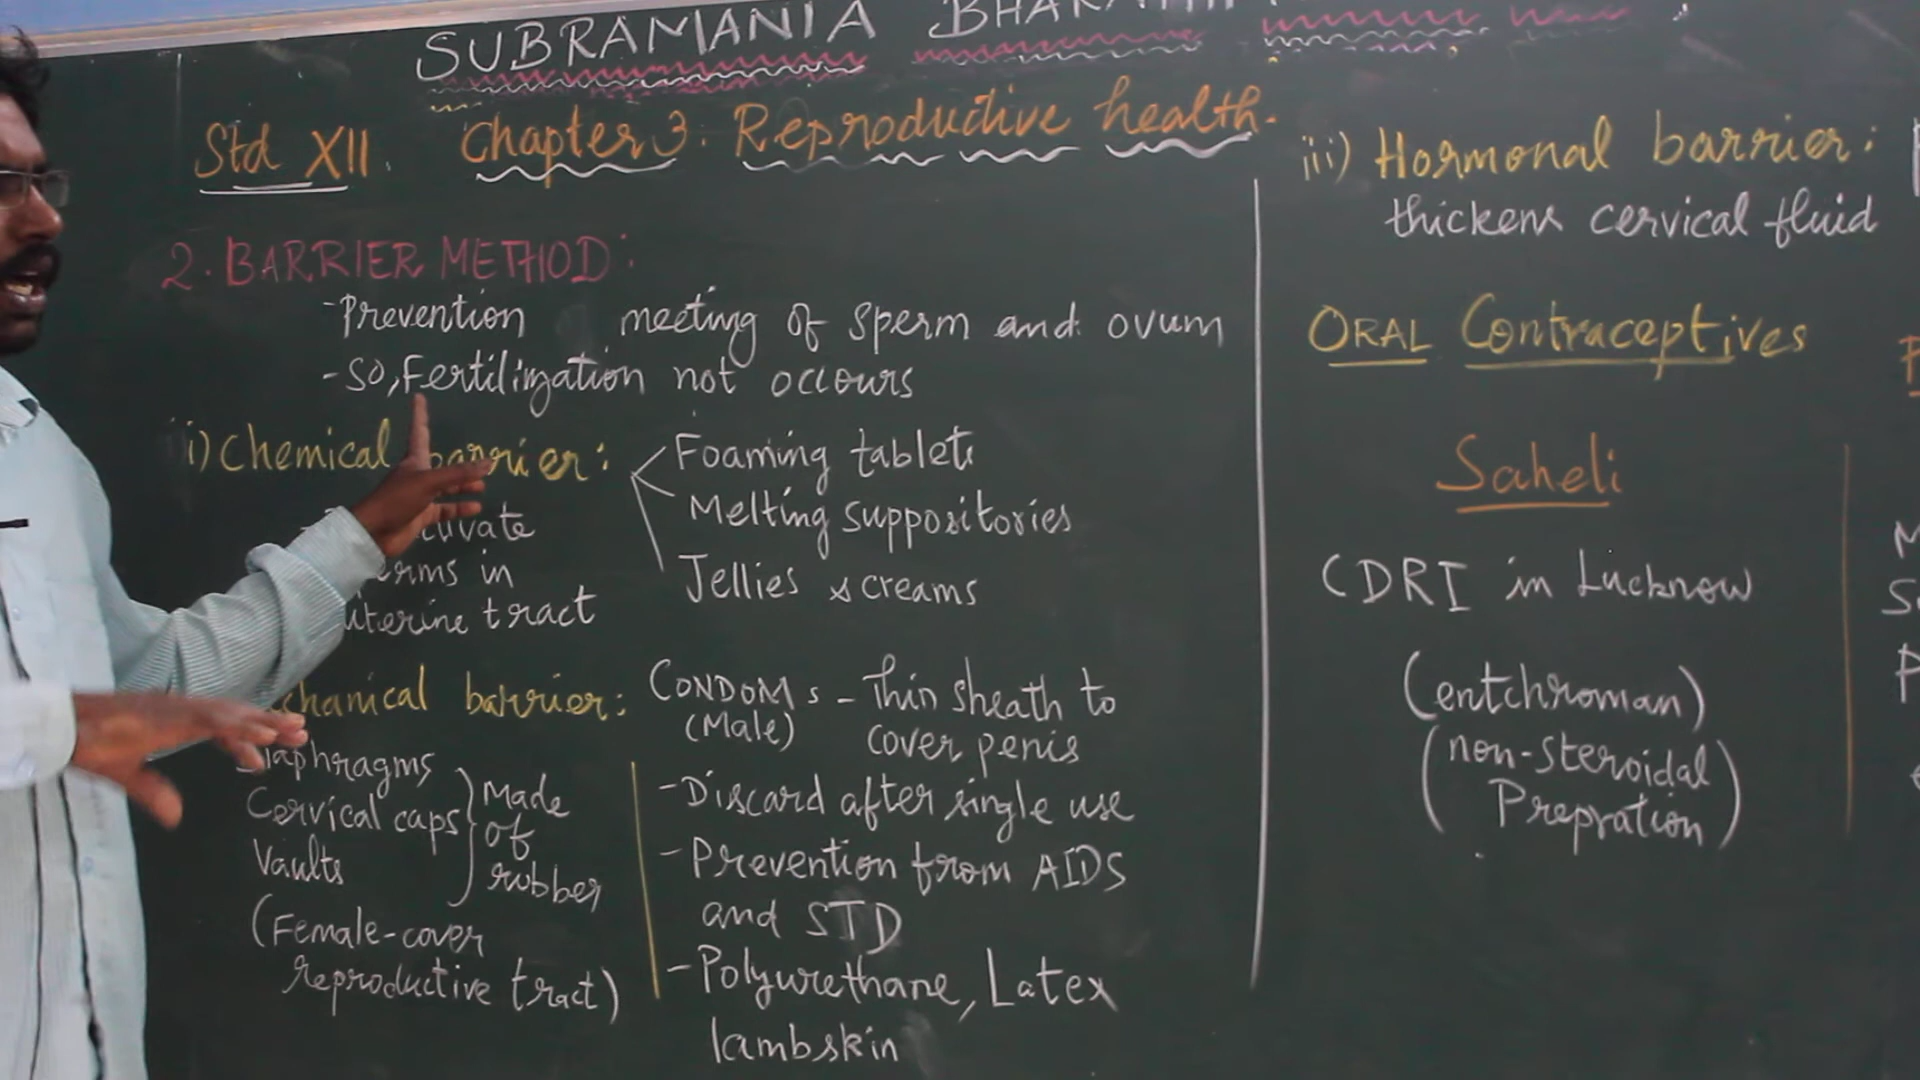 SUBRAMANIA
Std XII. Chapter 3. Reproductive health.
2. BARRIER METHOD:
- Prevention meeting of sperm and ovum
- So, Fertilization not occours
i) Chemical barrier:
Foaming tablets
Melting suppositories
Jellies & creams
in
uterine tract
barrier:
Diaphragms
Cervical caps
Vaults
Made
of
rubber
(Female-cover
reproductive tract)
CONDOMs - Thin sheath to
(Male) cover penis
- Discard after single use
- Prevention from AIDS
and STD
- Polyurethane, Latex
lambskin
iii) Hormonal barrier:
thickens cervical fluid
ORAL Contraceptives
Saheli
CDRI in Lucknow
(centchroman)
(non-steroidal
Prepration)